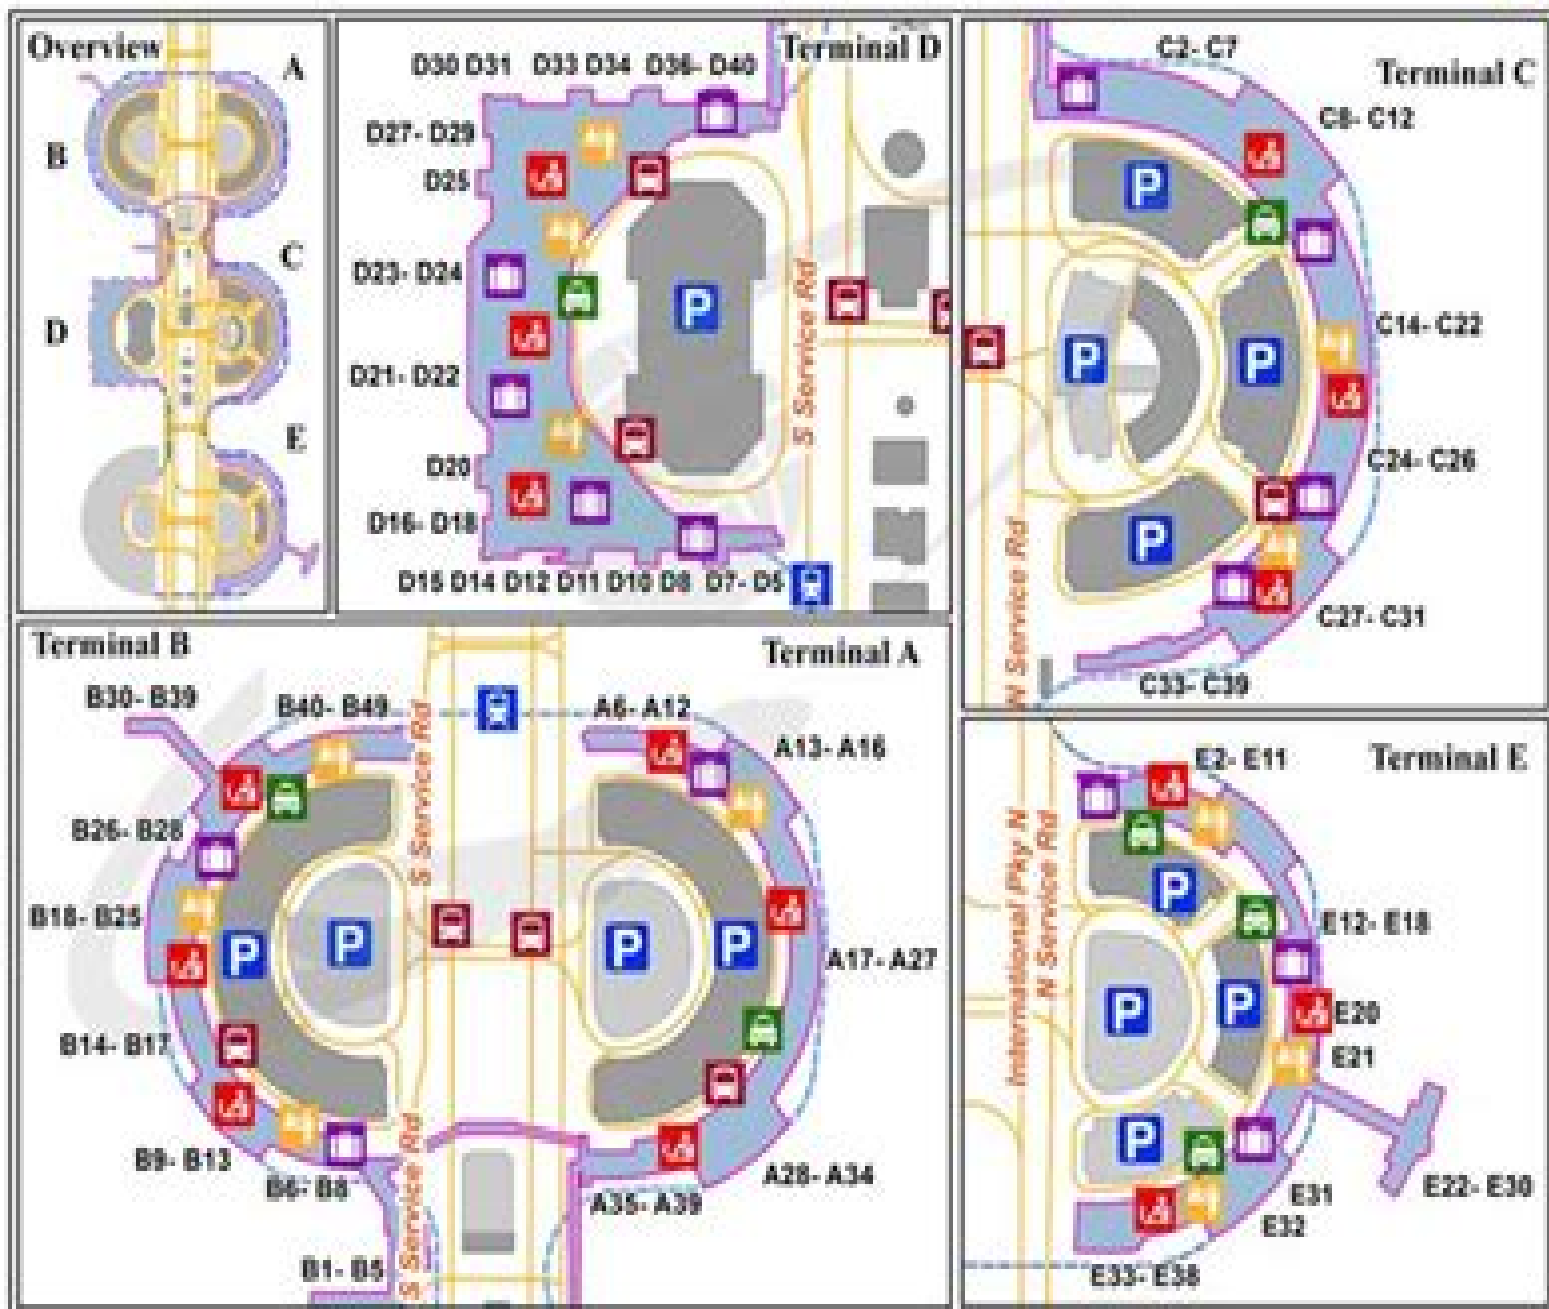 Overview
A
B
C
D
E
Terminal D
D30 D31 D33 D34 D36- D40
D27- D29
D25
D23- D24
D21- D22
D20
D16- D18
D15 D14 D12 D11 D10 D8 D7- D5
S Service Rd
P
Terminal C
C2- C7
C8- C12
C14- C22
C24- C26
C27- C31
C33- C39
N Service Rd
P
P
P
P
Terminal B
Terminal A
B30- B39
B40- B49
B26- B28
B18- B25
B14- B17
B9- B13
B6- B8
B1- B5
S Service Rd
S Service Rd
P
P
P
P
A6- A12
A13- A16
A17- A27
A28- A34
A35- A39
Terminal E
E2- E11
E12- E18
E20
E21
E22- E30
E31
E32
E33- E38
International Pky N
N Service Rd
P
P
P
P